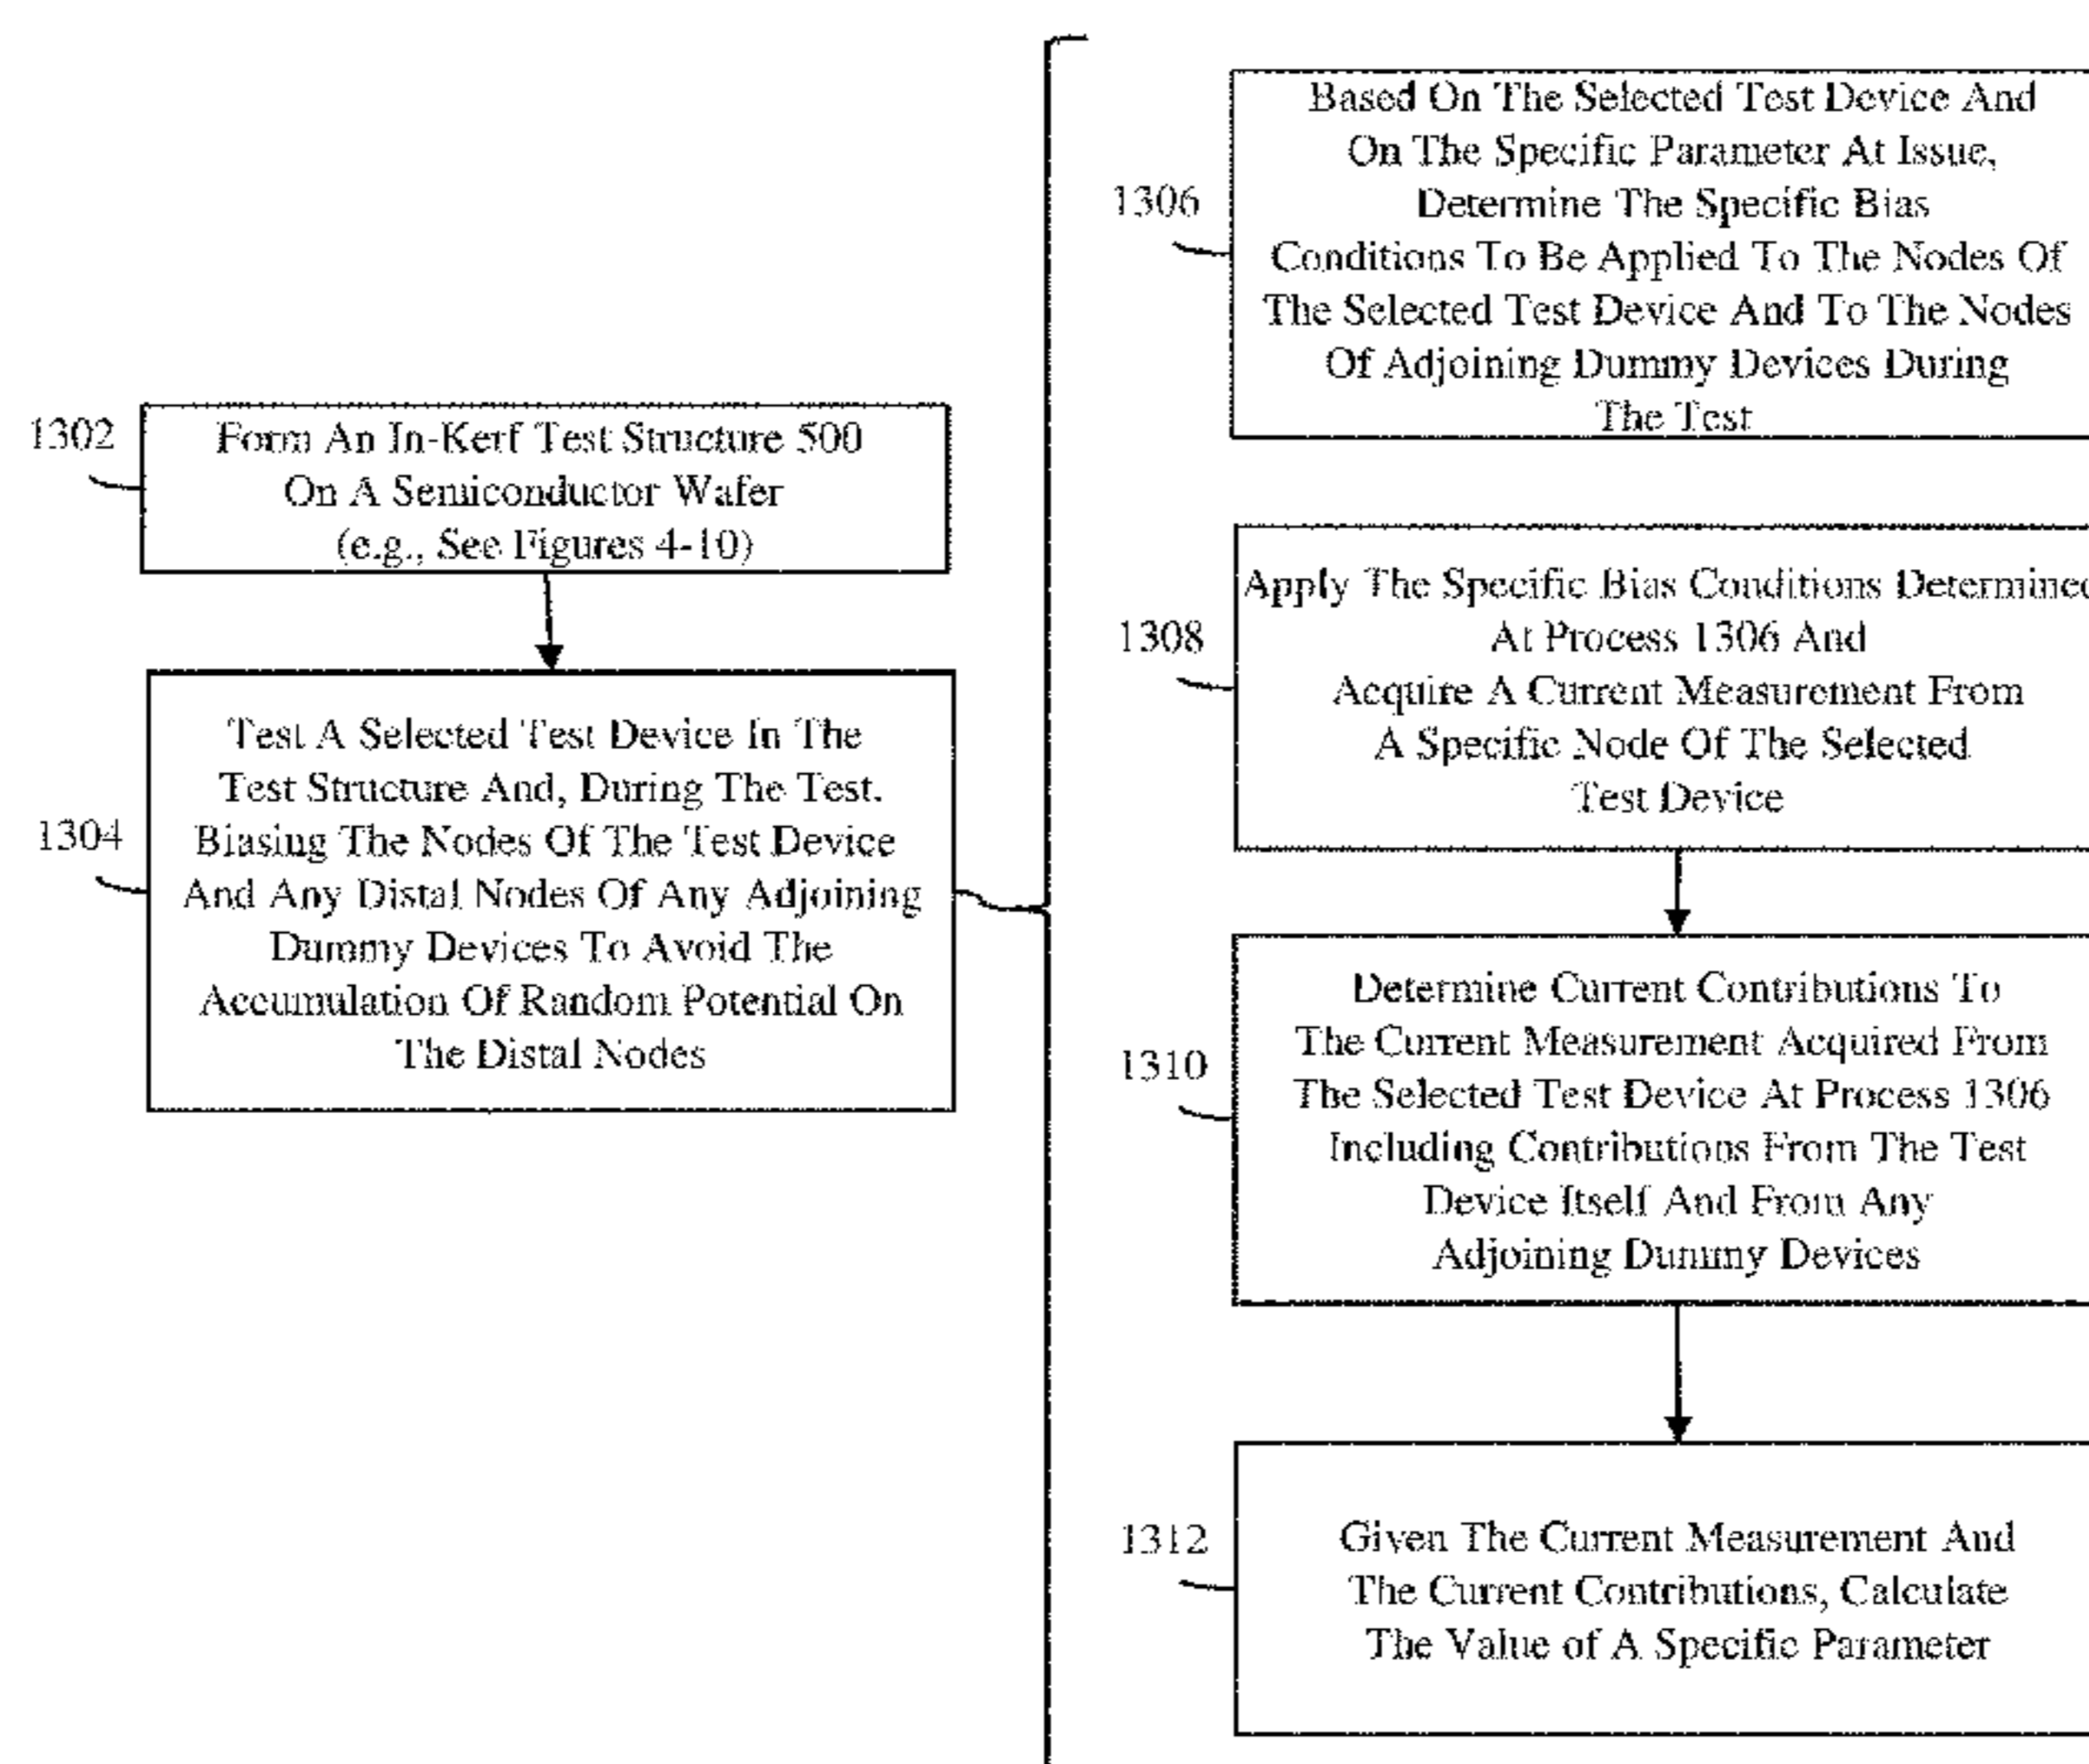 1302
Form An In-Kerf Test Structure 500
On A Semiconductor Wafer
(e.g., See Figures 4-10)
1304
Test A Selected Test Device In The
Test Structure And, During The Test.
Biasing The Nodes Of The Test Device
And Any Distal Nodes Of Any Adjoining
Dummy Devices To Avoid The
Accumulation Of Random Potential On
The Distal Nodes
1306
Based On The Selected Test Device And
On The Specific Parameter At Issue,
Determine The Specific Bias
Conditions To Be Applied To The Nodes Of
The Selected Test Device And To The Nodes
Of Adjoining Dummy Devices During
The Test
1308
Apply The Specific Bias Conditions Determined
At Process 1306 And
Acquire A Current Measurement From
A Specific Node Of The Selected
Test Device
1310
Determine Current Contributions To
The Current Measurement Acquired From
The Selected Test Device At Process 1306
Including Contributions From The Test
Device Itself And From Any
Adjoining Dummy Devices
1312
Given The Current Measurement And
The Current Contributions, Calculate
The Value of A Specific Parameter